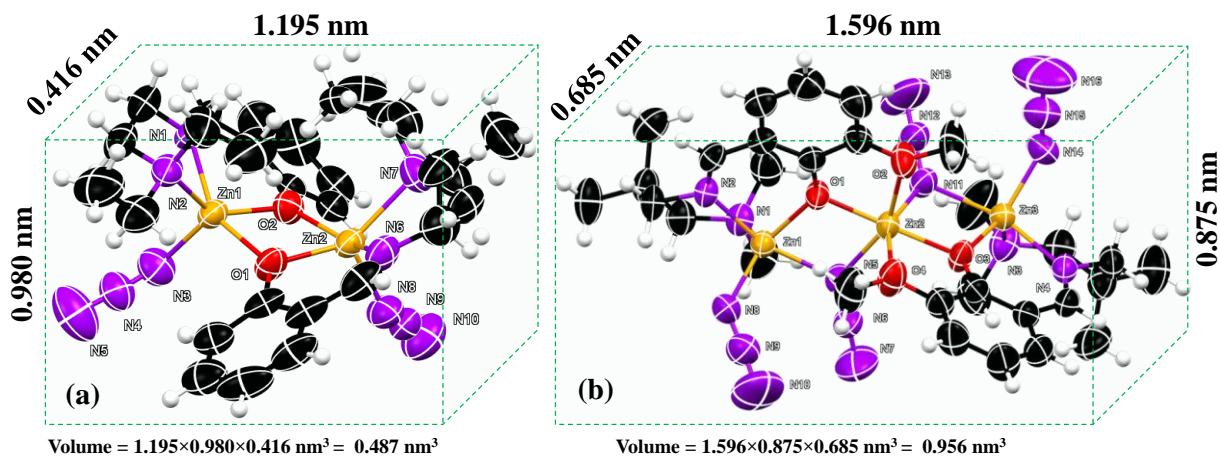 1.195 nm
0.416 nm
0.980 nm
N1
N2
Zn1
O2
Zn2
N7
N6
O1
N3
N4
N5
N8
N9
N10
(a)
Volume = 1.195×0.980×0.416 nm³ = 0.487 nm³
1.596 nm
0.685 nm
0.875 nm
N13
N16
N12
N15
N14
O2
N11
N2
O1
N1
Zn2
Zn3
Zn1
O3
N3
N5
O4
N4
N8
N6
N9
N7
N10
(b)
Volume = 1.596×0.875×0.685 nm³ = 0.956 nm³